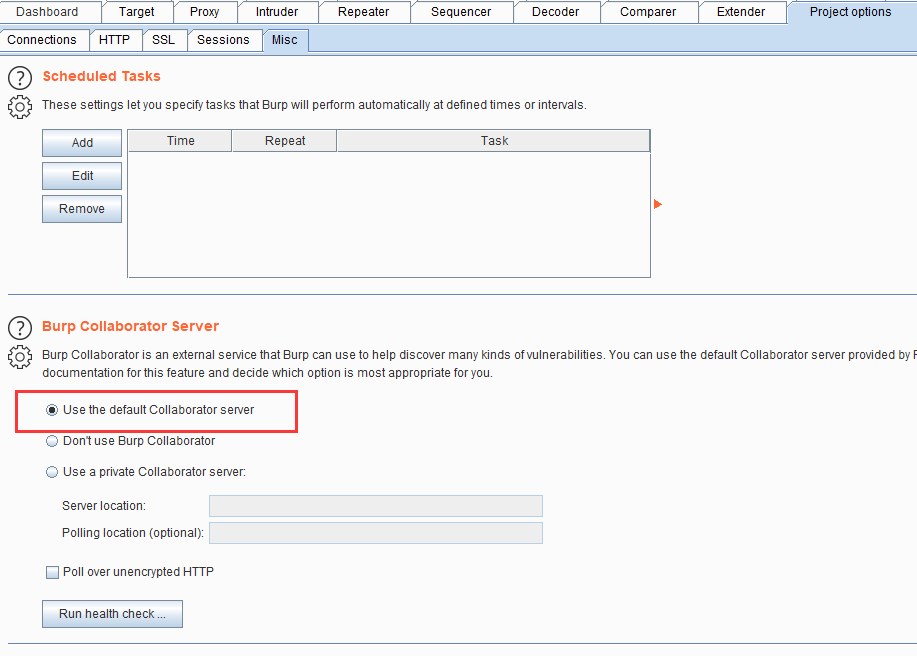 Dashboard Target Proxy Intruder Repeater Sequencer Decoder Comparer Extender Project options
Connections HTTP SSL Sessions Misc
Scheduled Tasks
These settings let you specify tasks that Burp will perform automatically at defined times or intervals.
Add Time Repeat Task
Edit
Remove
Burp Collaborator Server
Burp Collaborator is an external service that Burp can use to help discover many kinds of vulnerabilities. You can use the default Collaborator server provided by
documentation for this feature and decide which option is most appropriate for you.
Use the default Collaborator server
Don't use Burp Collaborator
Use a private Collaborator server:
Server location:
Polling location (optional):
Poll over unencrypted HTTP
Run health check ...